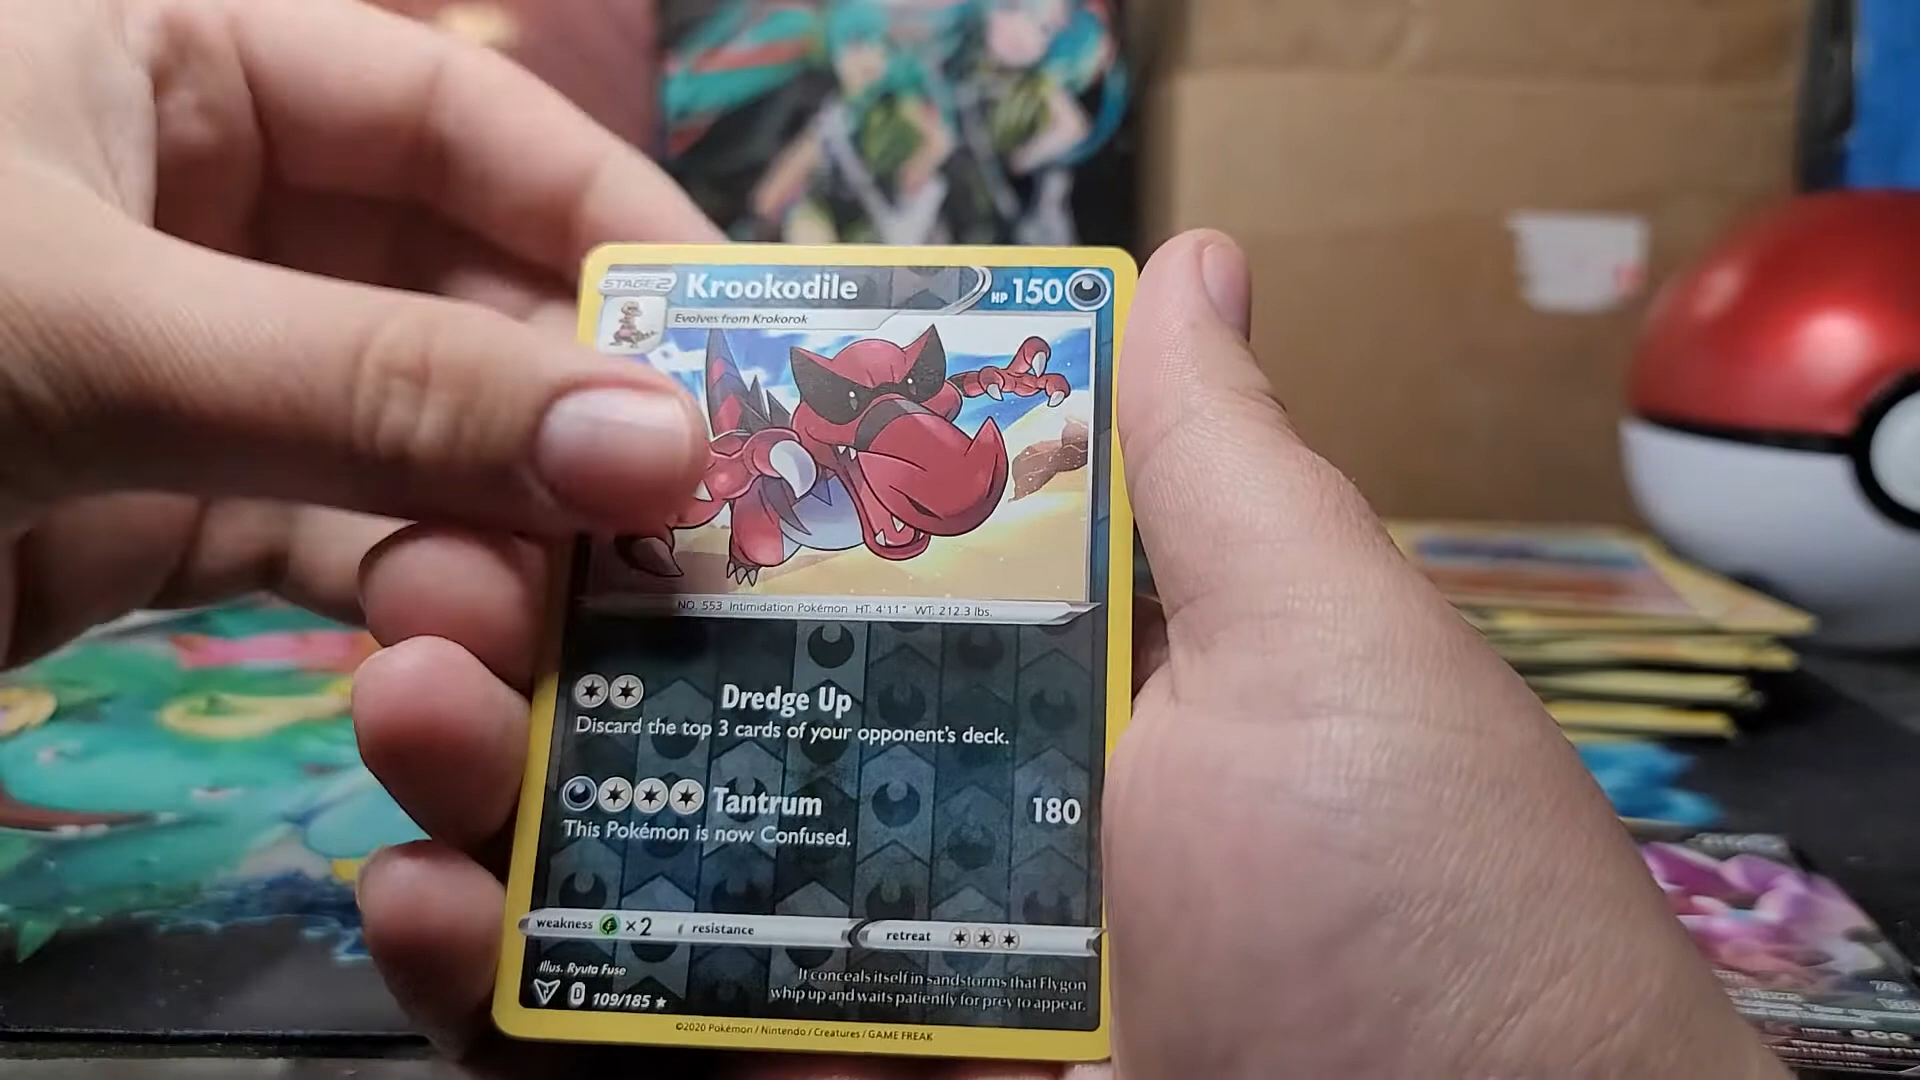 STAGE 2 Krookodile HP 150
Evolves from Krokorok
NO. 553 Intimidation Pokémon HT. 4'11" WT. 212.3 lbs.
Dredge Up
Discard the top 3 cards of your opponent's deck.
Tantrum 180
This Pokémon is now Confused.
weakness ×2 resistance retreat
Illus. Ryuta Fuse
It conceals itself in sandstorms that Flygon
whip up and waits patiently for prey to appear.
D 109/185
©2020 Pokémon / Nintendo / Creatures / GAME FREAK